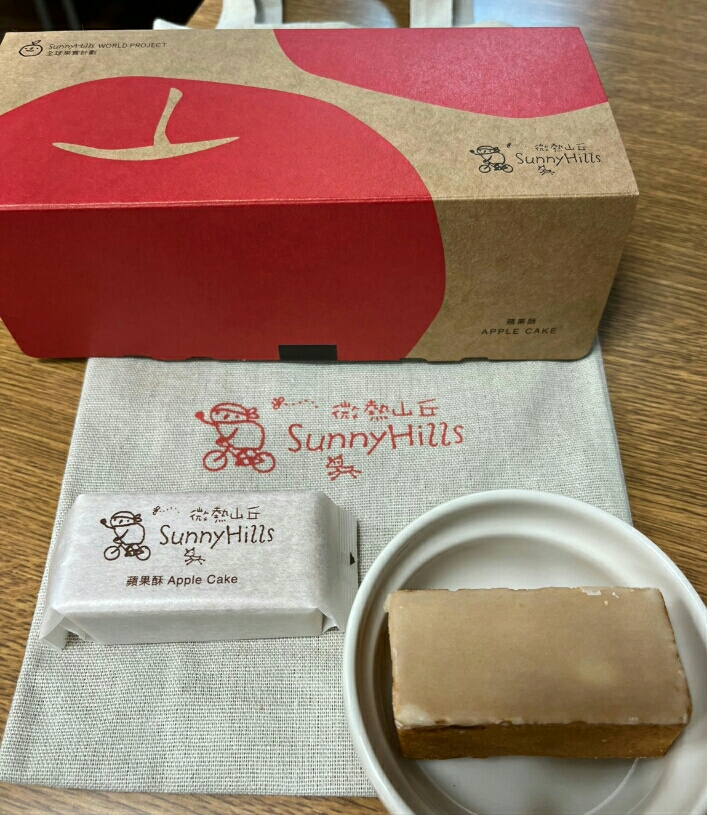 SunnyHills WORLD PROJECT
全球果實計劃
微熱山丘
SunnyHills
蘋果酥
APPLE CAKE
微熱山丘
SunnyHills
微熱山丘
SunnyHills
蘋果酥 Apple Cake